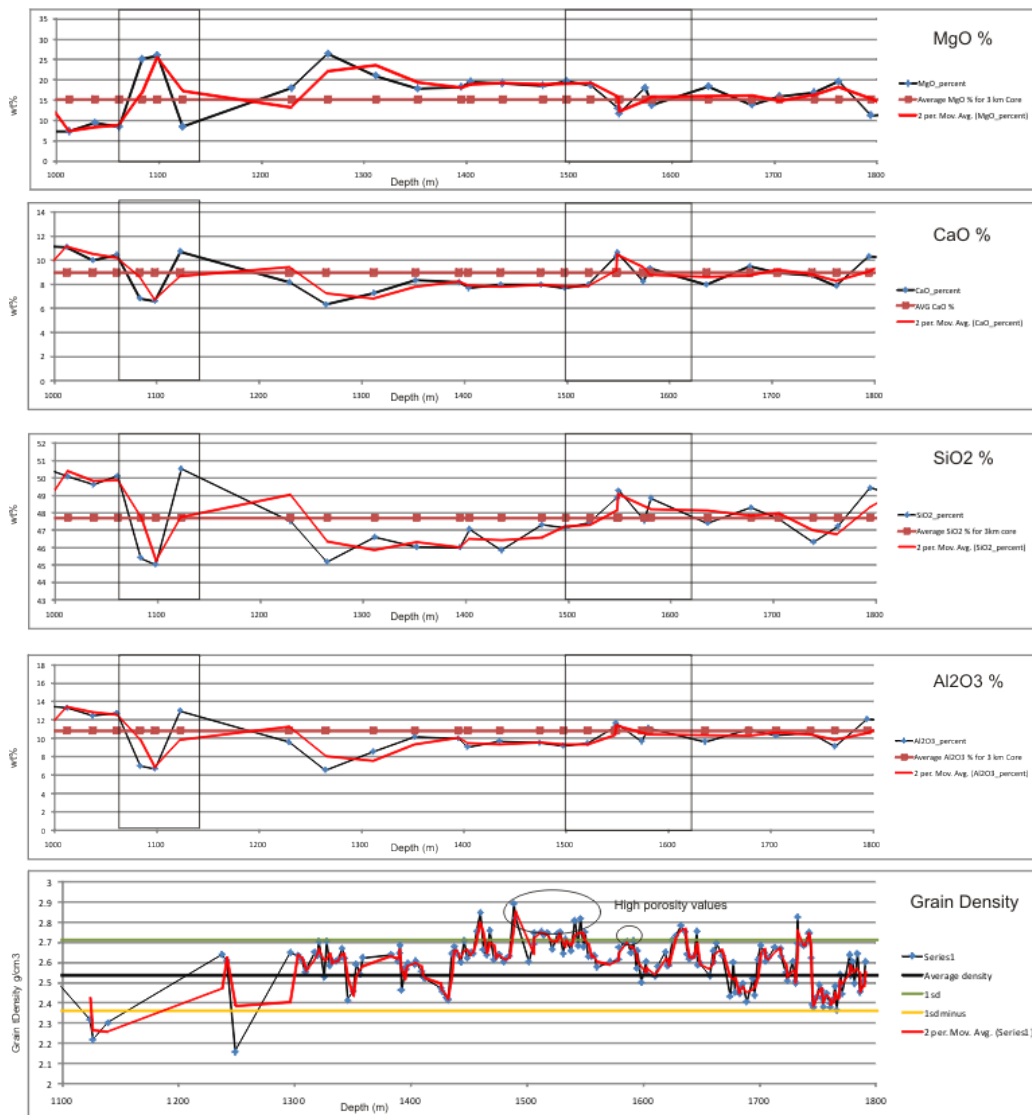 MgO %
35
30
25
20
15
10
5
0
wt%
1000 1100 1200 1300 1400 1500 1600 1700 1800
Depth (m)
MgO_percent
Average MgO % for 3 km Core
2 per. Mov. Avg. (MgO_percent)
CaO %
14
12
10
8
6
4
2
0
wt%
1000 1100 1200 1300 1400 1500 1600 1700 1800
Depth (m)
CaO_percent
AVG CaO %
2 per. Mov. Avg. (CaO_percent)
SiO2 %
52
51
50
49
48
47
46
45
44
43
wt%
1000 1100 1200 1300 1400 1500 1600 1700 1800
Depth (m)
SiO2_percent
Average SiO2 % for 3km core
2 per. Mov. Avg. (SiO2_percent)
Al2O3 %
18
16
14
12
10
8
6
4
2
0
wt%
1000 1100 1200 1300 1400 1500 1600 1700 1800
Depth (m)
Al2O3_percent
Average Al2O3 % for 3 km Core
2 per. Mov. Avg. (Al2O3_percent)
Grain Density
3
2.9
2.8
2.7
2.6
2.5
2.4
2.3
2.2
2.1
2
Grain tDensity g/cm3
High porosity values
1100 1200 1300 1400 1500 1600 1700 1800
Depth (m)
Series1
Average density
1 sd
1sd minus
2 per. Mov. Avg. (Series1)